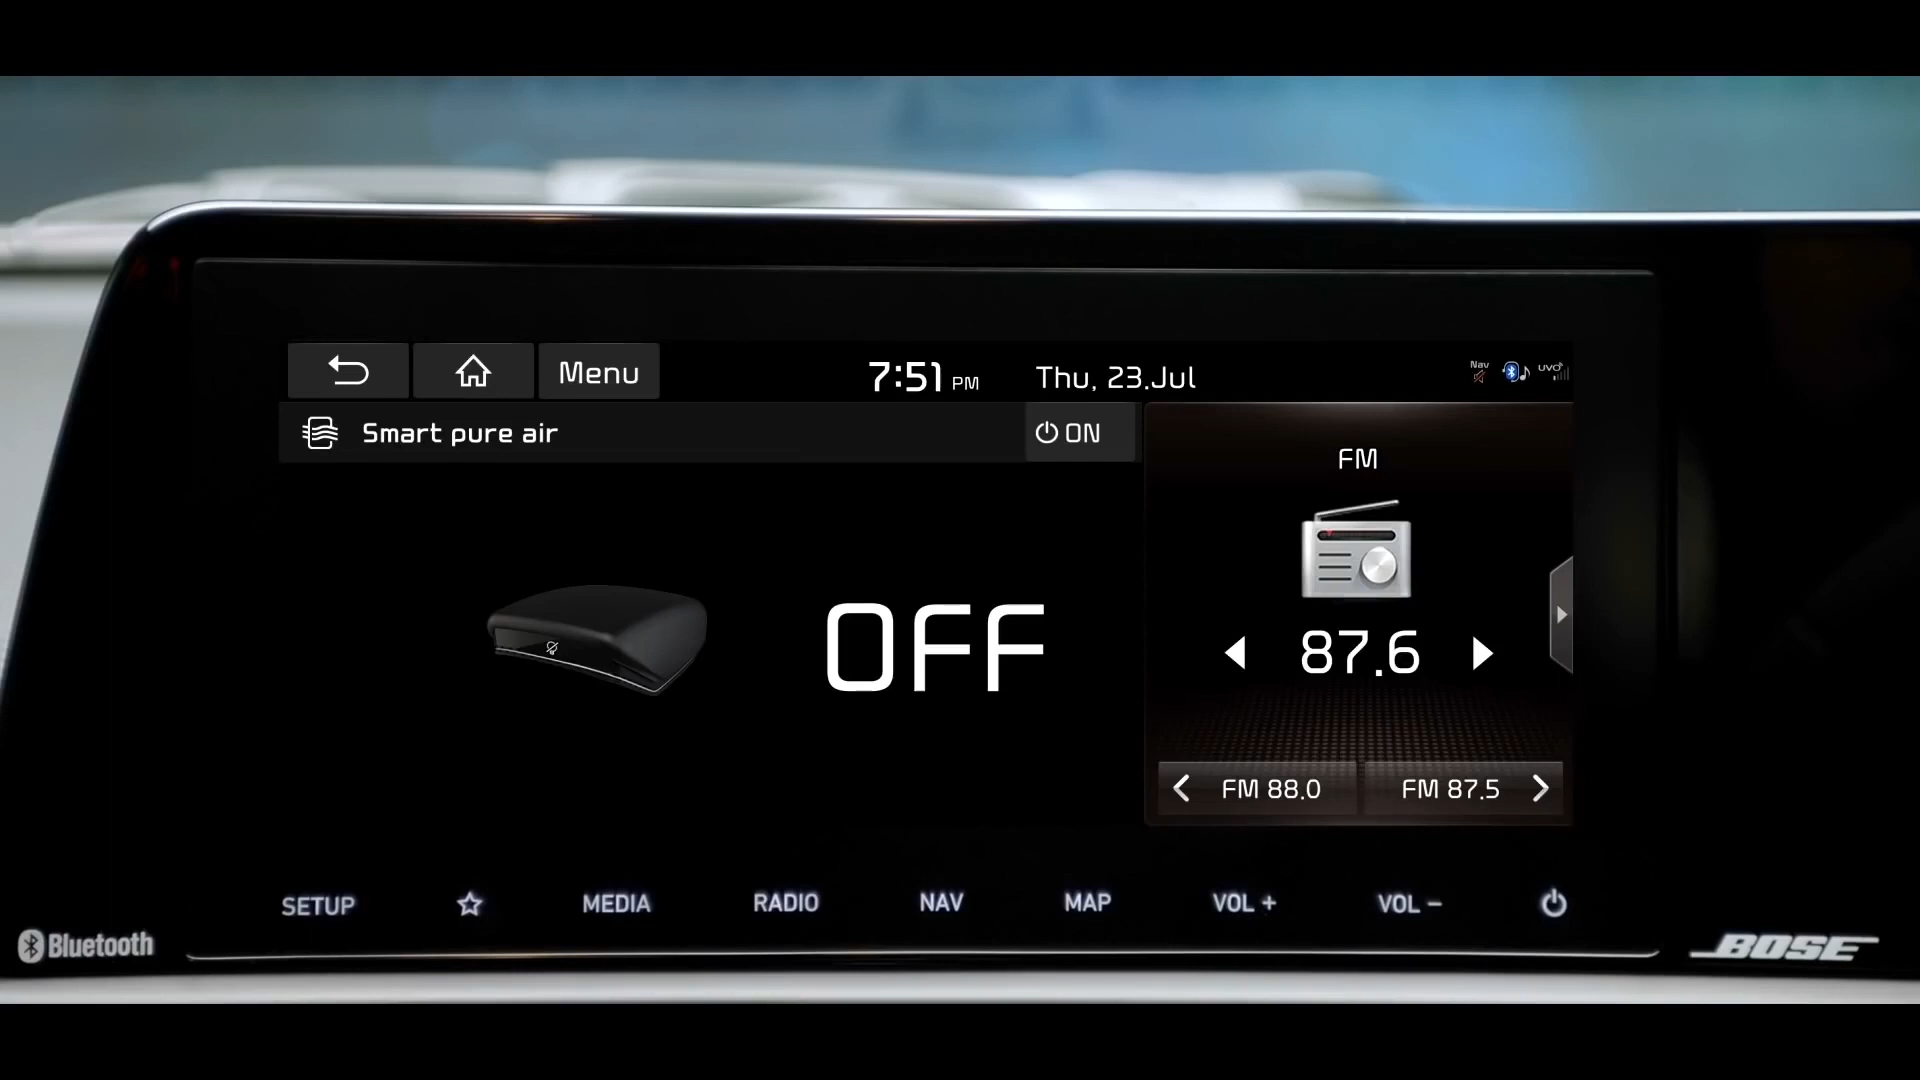 Menu
7:51 PM
Thu, 23.Jul
Nav
UVO
Smart pure air
ON
FM
OFF
87.6
FM 88.0
FM 87.5
SETUP
MEDIA
RADIO
NAV
MAP
VOL +
VOL –
Bluetooth
BOSE